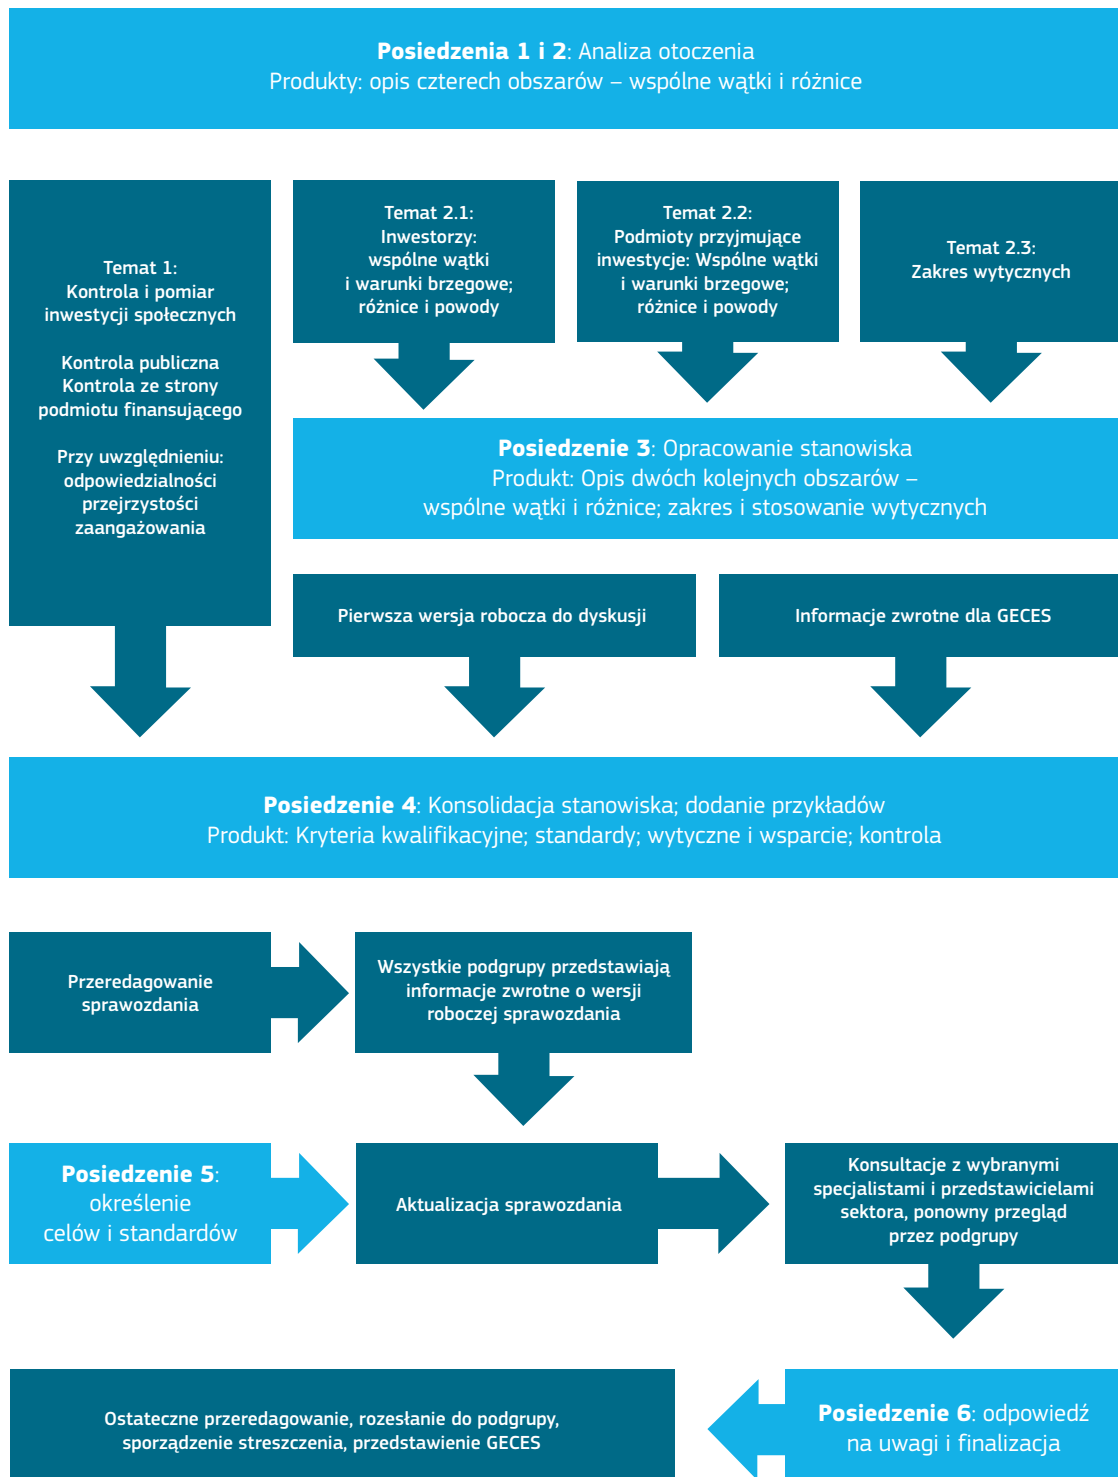 Posiedzenia 1 i 2: Analiza otoczenia
Produkty: opis czterech obszarów – wspólne wątki i różnice
Temat 1:
Kontrola i pomiar
inwestycji społecznych
Kontrola publiczna
Kontrola ze strony
podmiotu finansującego
Przy uwzględnieniu:
odpowiedzialności
przejrzystości
zaangażowania
Temat 2.1:
Inwestorzy:
wspólne wątki
i warunki brzegowe;
różnice i powody
Temat 2.2:
Podmioty przyjmujące
inwestycje: Wspólne wątki
i warunki brzegowe;
różnice i powody
Temat 2.3:
Zakres wytycznych
Posiedzenie 3: Opracowanie stanowiska
Produkt: Opis dwóch kolejnych obszarów –
wspólne wątki i różnice; zakres i stosowanie wytycznych
Pierwsza wersja robocza do dyskusji
Informacje zwrotne dla GECES
Posiedzenie 4: Konsolidacja stanowiska; dodanie przykładów
Produkt: Kryteria kwalifikacyjne; standardy; wytyczne i wsparcie; kontrola
Przeredagowanie
sprawozdania
Wszystkie podgrupy przedstawiają
informacje zwrotne o wersji
roboczej sprawozdania
Posiedzenie 5:
określenie
celów i standardów
Aktualizacja sprawozdania
Konsultacje z wybranymi
specjalistami i przedstawicielami
sektora, ponowny przegląd
przez podgrupy
Posiedzenie 6: odpowiedź
na uwagi i finalizacja
Ostateczne przeredagowanie, rozesłanie do podgrupy,
sporządzenie streszczenia, przedstawienie GECES